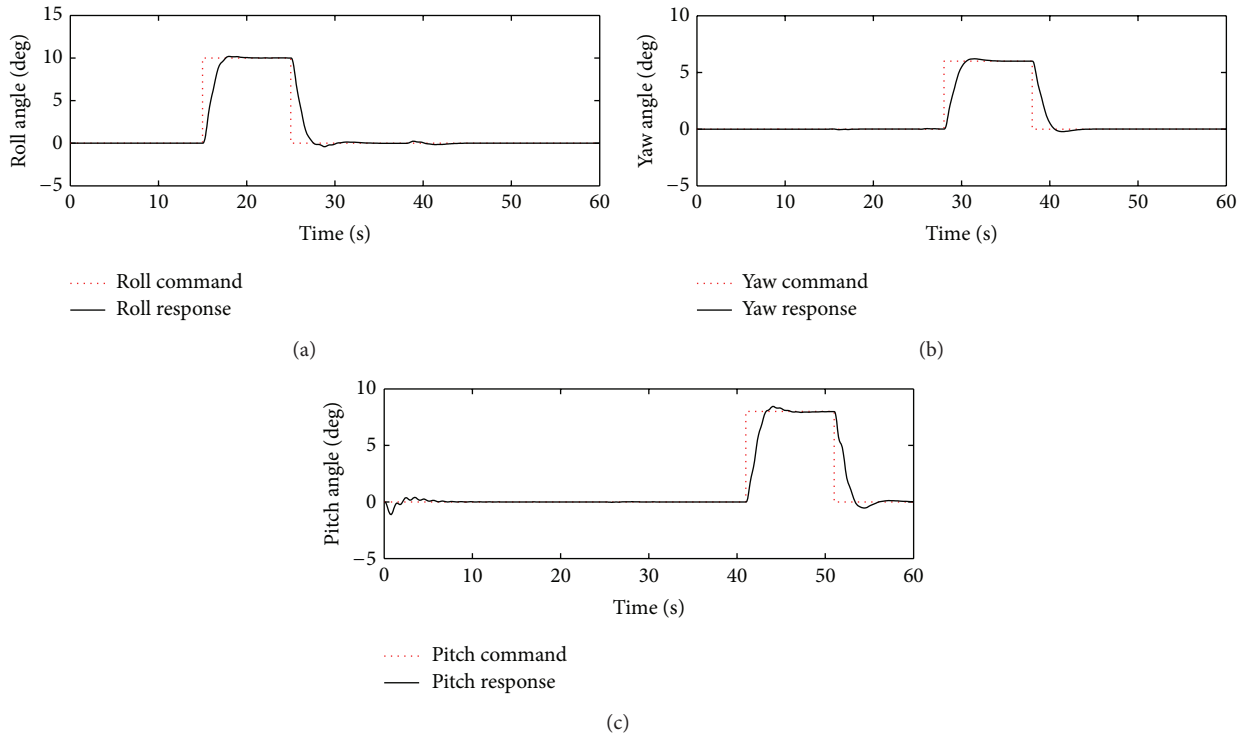 15
10
5
0
−5
Roll angle (deg)
0
10
20
30
40
50
60
Time (s)
Roll command
Roll response
(a)
10
5
0
−5
Yaw angle (deg)
0
10
20
30
40
50
60
Time (s)
Yaw command
Yaw response
(b)
10
5
0
−5
Pitch angle (deg)
0
10
20
30
40
50
60
Time (s)
Pitch command
Pitch response
(c)